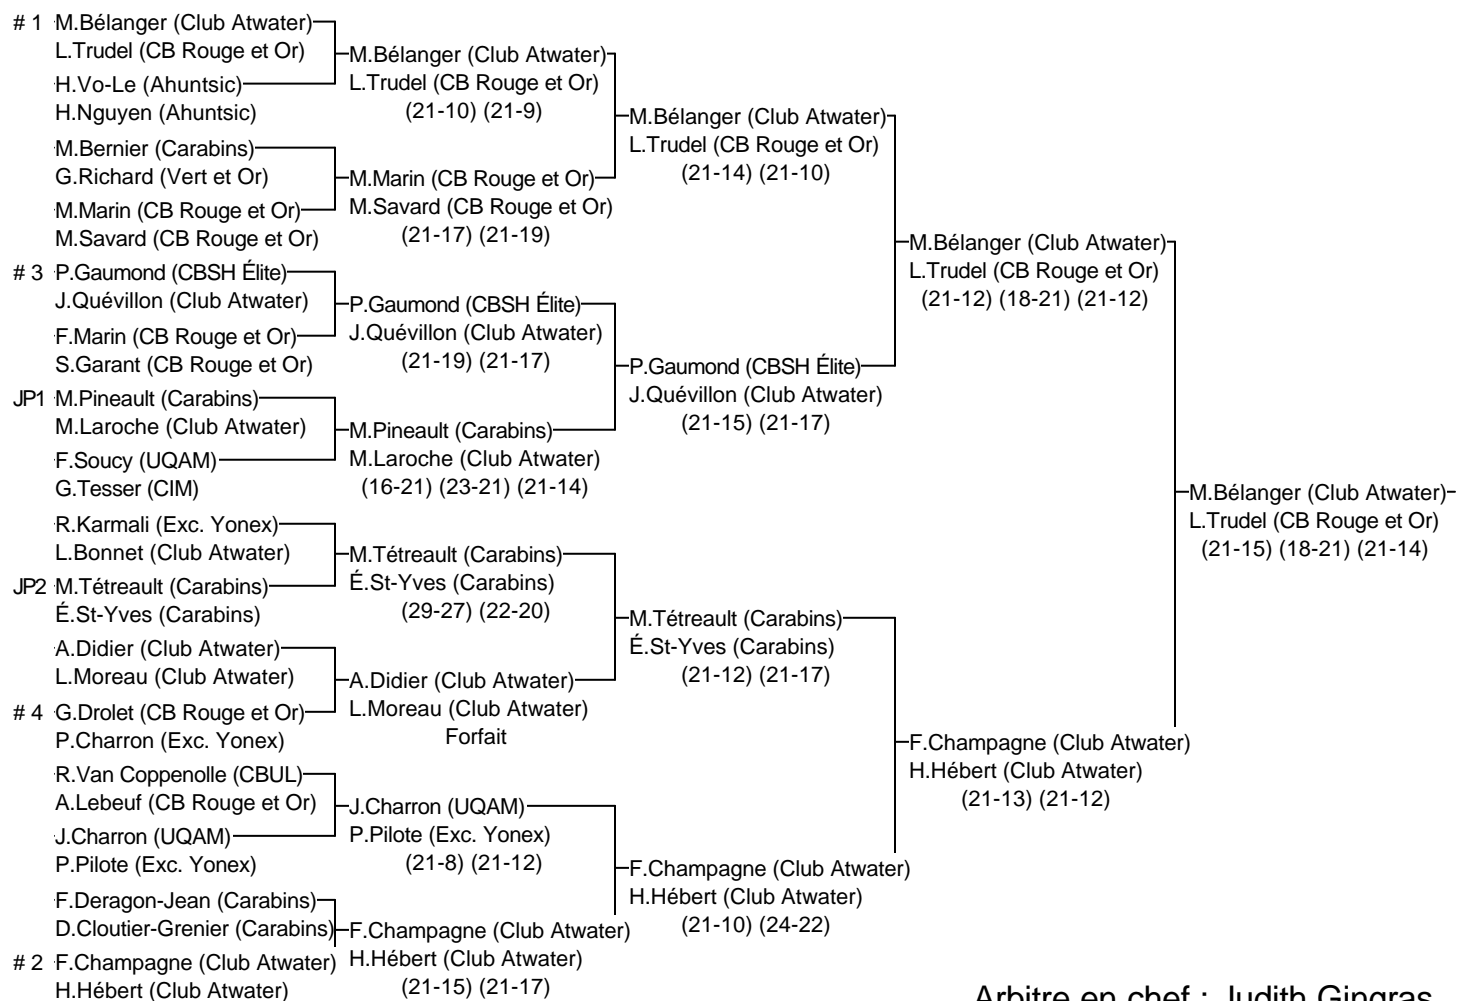 # 1 M.Bélanger (Club Atwater)
L.Trudel (CB Rouge et Or)
H.Vo-Le (Ahuntsic)
H.Nguyen (Ahuntsic)
M.Bernier (Carabins)
G.Richard (Vert et Or)
M.Marin (CB Rouge et Or)
M.Savard (CB Rouge et Or)
# 3 P.Gaumond (CBSH Élite)
J.Quévillon (Club Atwater)
F.Marin (CB Rouge et Or)
S.Garant (CB Rouge et Or)
JP1 M.Pineault (Carabins)
M.Laroche (Club Atwater)
F.Soucy (UQAM)
G.Tesser (CIM)
R.Karmali (Exc. Yonex)
L.Bonnet (Club Atwater)
JP2 M.Tétreault (Carabins)
É.St-Yves (Carabins)
A.Didier (Club Atwater)
L.Moreau (Club Atwater)
# 4 G.Drolet (CB Rouge et Or)
P.Charron (Exc. Yonex)
R.Van Coppenolle (CBUL)
A.Lebeuf (CB Rouge et Or)
J.Charron (UQAM)
P.Pilote (Exc. Yonex)
F.Deragon-Jean (Carabins)
D.Cloutier-Grenier (Carabins)
# 2 F.Champagne (Club Atwater)
H.Hébert (Club Atwater)
M.Bélanger (Club Atwater)
L.Trudel (CB Rouge et Or)
(21-10) (21-9)
M.Marin (CB Rouge et Or)
M.Savard (CB Rouge et Or)
(21-17) (21-19)
P.Gaumond (CBSH Élite)
J.Quévillon (Club Atwater)
(21-19) (21-17)
M.Pineault (Carabins)
M.Laroche (Club Atwater)
(16-21) (23-21) (21-14)
M.Tétreault (Carabins)
É.St-Yves (Carabins)
(29-27) (22-20)
A.Didier (Club Atwater)
L.Moreau (Club Atwater)
Forfait
J.Charron (UQAM)
P.Pilote (Exc. Yonex)
(21-8) (21-12)
F.Champagne (Club Atwater)
H.Hébert (Club Atwater)
(21-15) (21-17)
M.Bélanger (Club Atwater)
L.Trudel (CB Rouge et Or)
(21-14) (21-10)
P.Gaumond (CBSH Élite)
J.Quévillon (Club Atwater)
(21-15) (21-17)
M.Tétreault (Carabins)
É.St-Yves (Carabins)
(21-12) (21-17)
F.Champagne (Club Atwater)
H.Hébert (Club Atwater)
(21-10) (24-22)
M.Bélanger (Club Atwater)
L.Trudel (CB Rouge et Or)
(21-12) (18-21) (21-12)
F.Champagne (Club Atwater)
H.Hébert (Club Atwater)
(21-13) (21-12)
M.Bélanger (Club Atwater)
L.Trudel (CB Rouge et Or)
(21-15) (18-21) (21-14)
Arbitre en chef : Judith Gingras